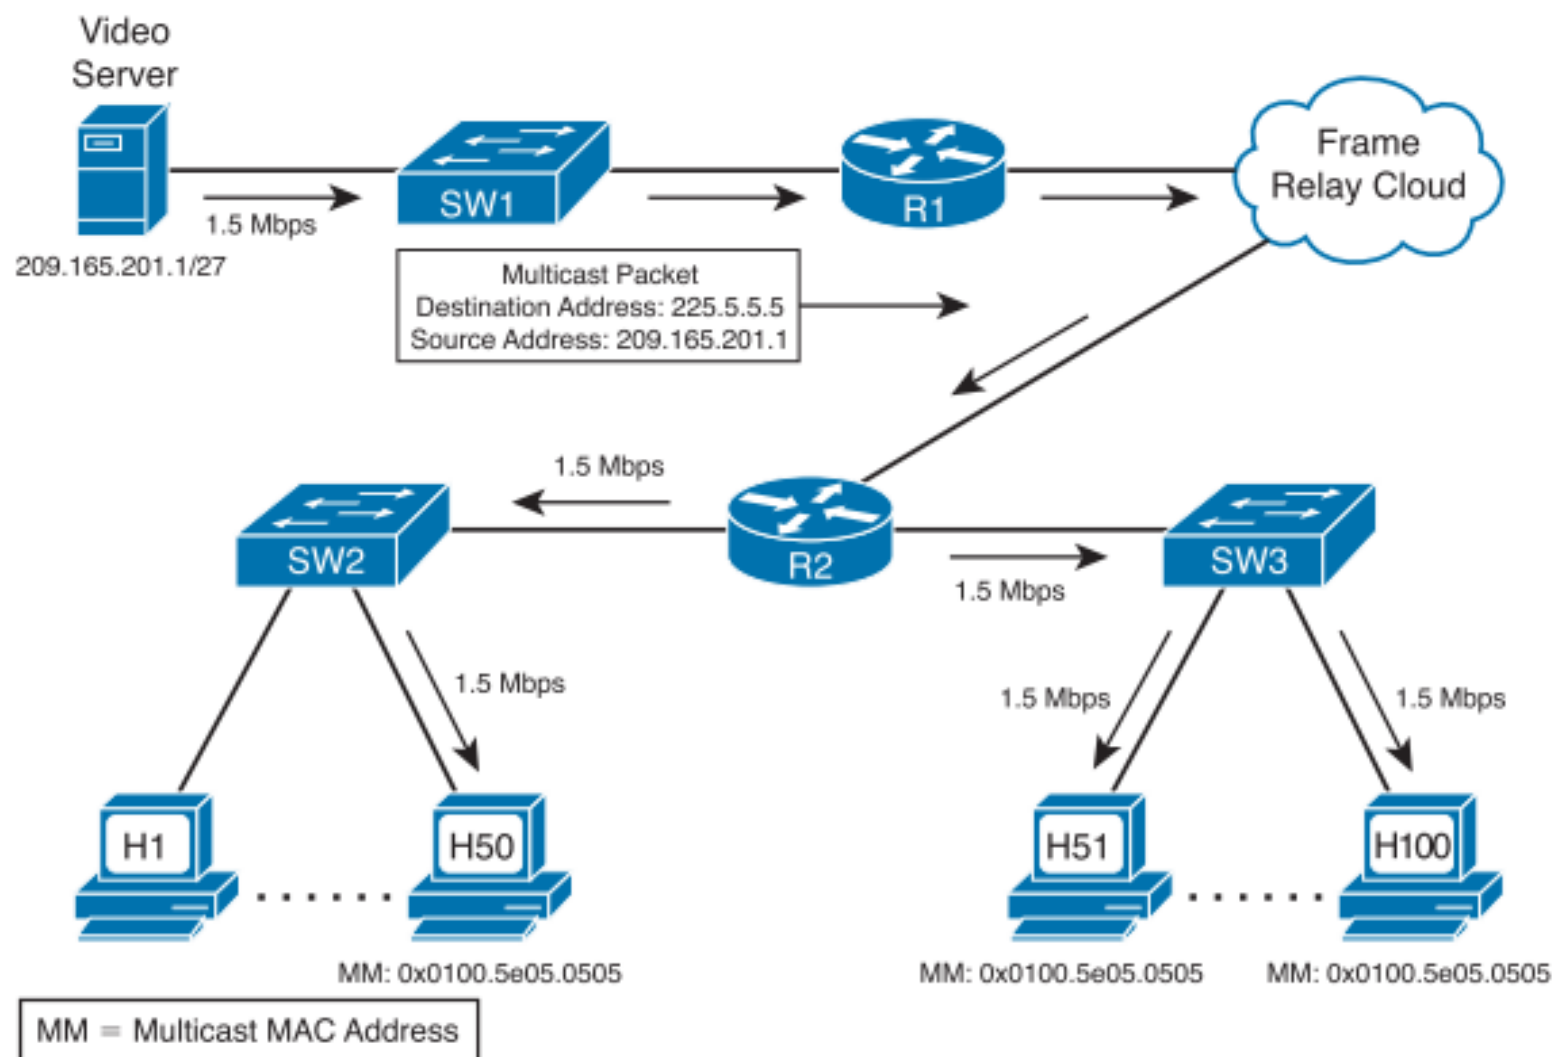 Video
Server
Frame
Relay Cloud
SW1
R1
1.5 Mbps
209.165.201.1/27
Multicast Packet
Destination Address: 225.5.5.5
Source Address: 209.165.201.1
1.5 Mbps
SW2
R2
SW3
1.5 Mbps
1.5 Mbps
1.5 Mbps
1.5 Mbps
H1
H50
H51
H100
MM: 0x0100.5e05.0505
MM: 0x0100.5e05.0505
MM: 0x0100.5e05.0505
MM = Multicast MAC Address